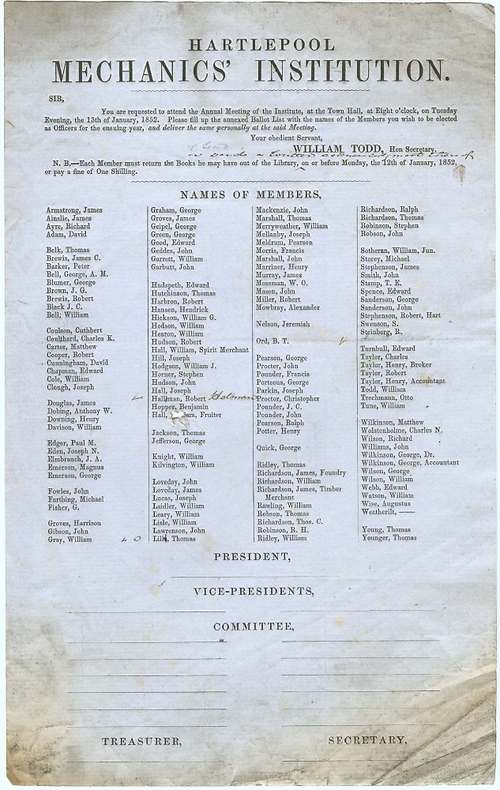 HARTLEPOOL
MECHANICS' INSTITUTION.
SIR,
You are requested to attend the Annual Meeting of the Institute, at the Town Hall, at Eight o'clock, on Tuesday
Evening, the 13th of January, 1852. Please fill up the annexed Ballot List with the names of the Members you wish to be elected
as Officers for the ensuing year, and deliver the same personally at the said Meeting.
Your obedient Servant,
WILLIAM TODD, Hon Secretary.
N. B.—Each Member must return the Books he may have out of the Library, on or before Monday, the 12th of January, 1852,
or pay a fine of One Shilling.
NAMES OF MEMBERS.
Armstrong, James
Ainslie, James
Ayre, Richard
Adam, David
Belk, Thomas
Brewis, James C.
Barker, Peter
Bell, George, A. M.
Blumer, George
Brown, J. G.
Brewis, Robert
Black J. C.
Bell, William
Coulson, Cuthbert
Coulthard, Charles K.
Carter, Matthew
Cooper, Robert
Cunningham, David
Chapman, Edward
Cole, William
Clough, Joseph
Douglas, James
Dobing, Anthony W.
Downing, Henry
Davison, William
Edger, Paul M.
Eden, Joseph N.
Elmbranch, J. A.
Emerson, Magnus
Emerson, George
Fowles, John
Farthing, Michael
Fisher, G.
Groves, Harrison
Gibson, John
Gray, William
Graham, George
Groves, James
Geipel, George
Green, George
Good, Edward
Geddes, John
Garrett, William
Garbutt, John
Hudspeth, Edward
Hutchinson, Thomas
Harbron, Robert
Hansen, Hendrick
Hickson, William G.
Hodson, William
Hearon, William
Hudson, Robert
Hall, William, Spirit Merchant
Hill, Joseph
Hodgson, William J.
Horner, Stephen
Hudson, John
Hall, Joseph
Hallman, Robert
Hopper, Benjamin
Hall, Fruiter
Jackson, Thomas
Jefferson, George
Knight, William
Kilvington, William
Loveday, John
Loveday, James
Lucas, Joseph
Laidler, William
Leary, William
Lisle, William
Lawrenson, John
Lilly, Thomas
Mackenzie, John
Marshall, Thomas
Merryweather, William
Mellanby, Joseph
Meldrum, Pearson
Morris, Francis
Marshall, John
Marriner, Henry
Murray, James
Mossman, W. O.
Mason, John
Miller, Robert
Mowbray, Alexander
Nelson, Jeremiah
Ord, B. T.
Pearson, George
Procter, John
Pounder, Francis
Porteous, George
Parkin, Joseph
Proctor, Christopher
Pounder, J. C.
Pounder, John
Pearson, Ralph
Potter, Henry
Quick, George
Ridley, Thomas
Richardson, James, Foundry
Richardson, William
Richardson, James, Timber
Merchant
Rawling, William
Robson, Thomas
Richardson, Thos. C.
Robinson, R. H.
Ridley, William
Richardson, Ralph
Richardson, Thomas
Robinson, Stephen
Hobson, John
Sotheran, William, Jun.
Storey, Michael
Stephenson, James
Smith, John
Stamp, T. E.
Spence, Edward
Sanderson, George
Sanderson, John
Stephenson, Robert, Hart
Swenson, S.
Steinberg, R.
Turnbull, Edward
Taylor, Charles
Taylor, Henry, Broker
Taylor, Robert
Taylor, Henry, Accountant
Todd, William
Trechmann, Otto
Tune, William
Wilkinson, Matthew
Wolstenholme, Charles N.
Wilson, Richard
Williams, John
Wilkinson, George, Dr.
Wilkinson, George, Accountant
Wilson, George
Wilson, William
Webb, Edward
Watson, William
Wise, Augustus
Weatherilt, ——
Young, Thomas
Younger, Thomas
PRESIDENT,
VICE-PRESIDENTS,
COMMITTEE,
TREASURER,
SECRETARY,